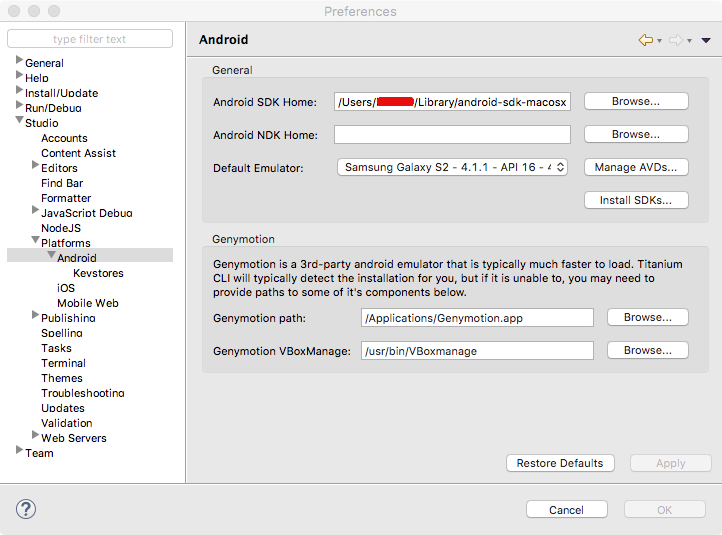 Preferences
type filter text
General
Help
Install/Update
Run/Debug
Studio
Accounts
Content Assist
Editors
Find Bar
Formatter
JavaScript Debug
NodeJS
Platforms
Android
Keystores
iOS
Mobile Web
Publishing
Spelling
Tasks
Terminal
Themes
Troubleshooting
Updates
Validation
Web Servers
Team
Android
General
Android SDK Home: /Users/ /Library/android-sdk-macosx Browse...
Android NDK Home: Browse...
Default Emulator: Samsung Galaxy S2 - 4.1.1 - API 16 - Manage AVDs...
Install SDKs...
Genymotion
Genymotion is a 3rd-party android emulator that is typically much faster to load. Titanium
CLI will typically detect the installation for you, but if it is unable to, you may need to
provide paths to some of it's components below.
Genymotion path: /Applications/Genymotion.app Browse...
Genymotion VBoxManage: /usr/bin/VBoxmanage Browse...
Restore Defaults Apply
? Cancel OK